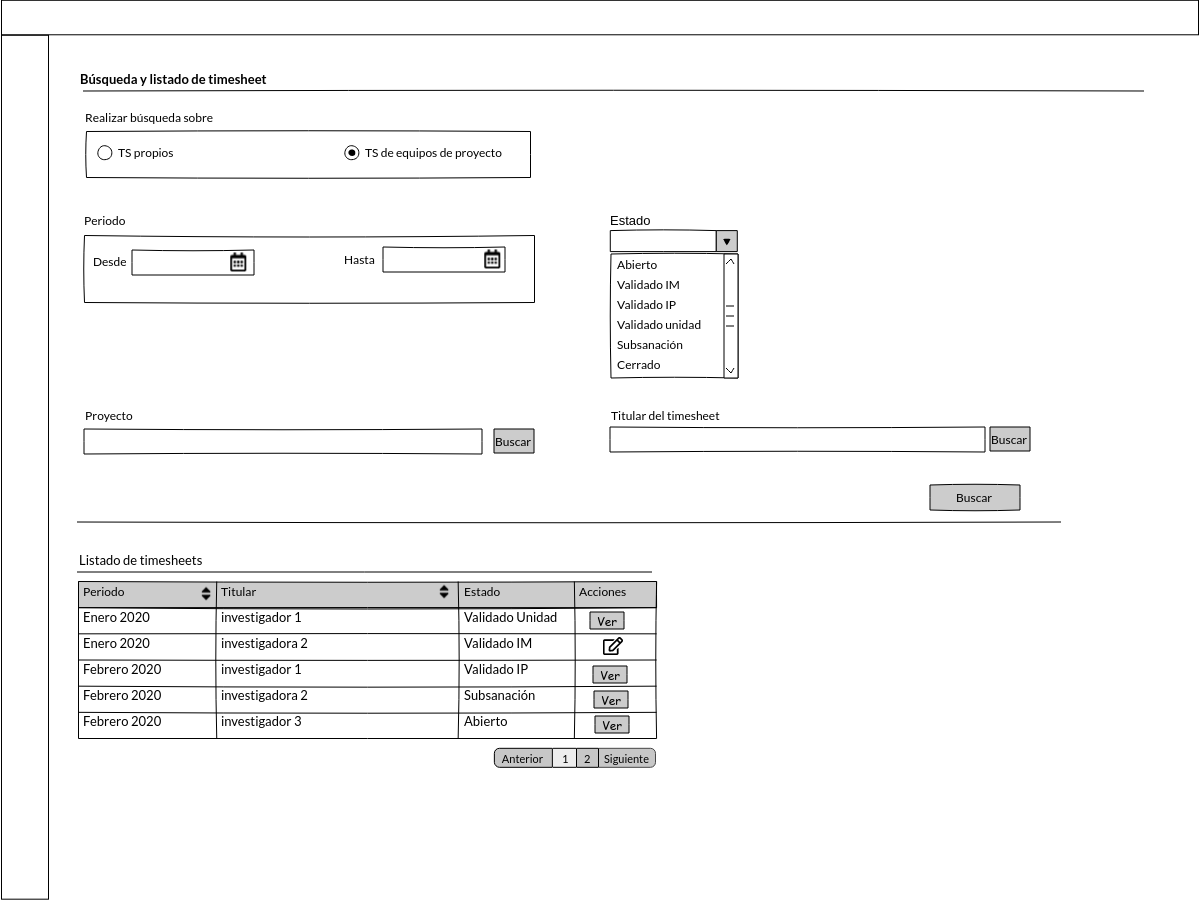 Búsqueda y listado de timesheet
Realizar búsqueda sobre
TS propios TS de equipos de proyecto
Periodo Estado
Desde Hasta
Abierto
Validado IM
Validado IP
Validado unidad
Subsanación
Cerrado
Proyecto Titular del timesheet
Buscar Buscar
Buscar
Listado de timesheets
Periodo Titular Estado Acciones
Enero 2020 investigador 1 Validado Unidad Ver
Enero 2020 investigadora 2 Validado IM
Febrero 2020 investigador 1 Validado IP Ver
Febrero 2020 investigadora 2 Subsanación Ver
Febrero 2020 investigador 3 Abierto Ver
Anterior 1 2 Siguiente